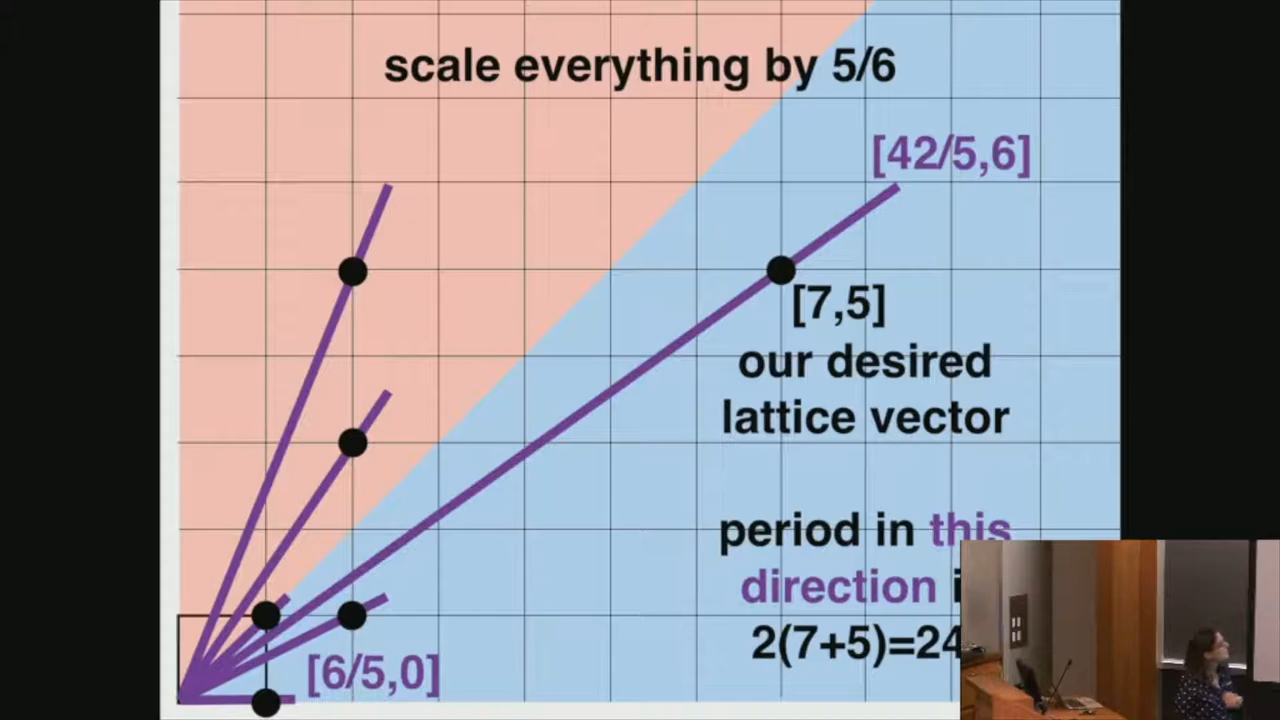 scale everything by 5/6
[42/5,6]
[7,5]
our desired
lattice vector
period in this
direction
2(7+5)=24
[6/5,0]